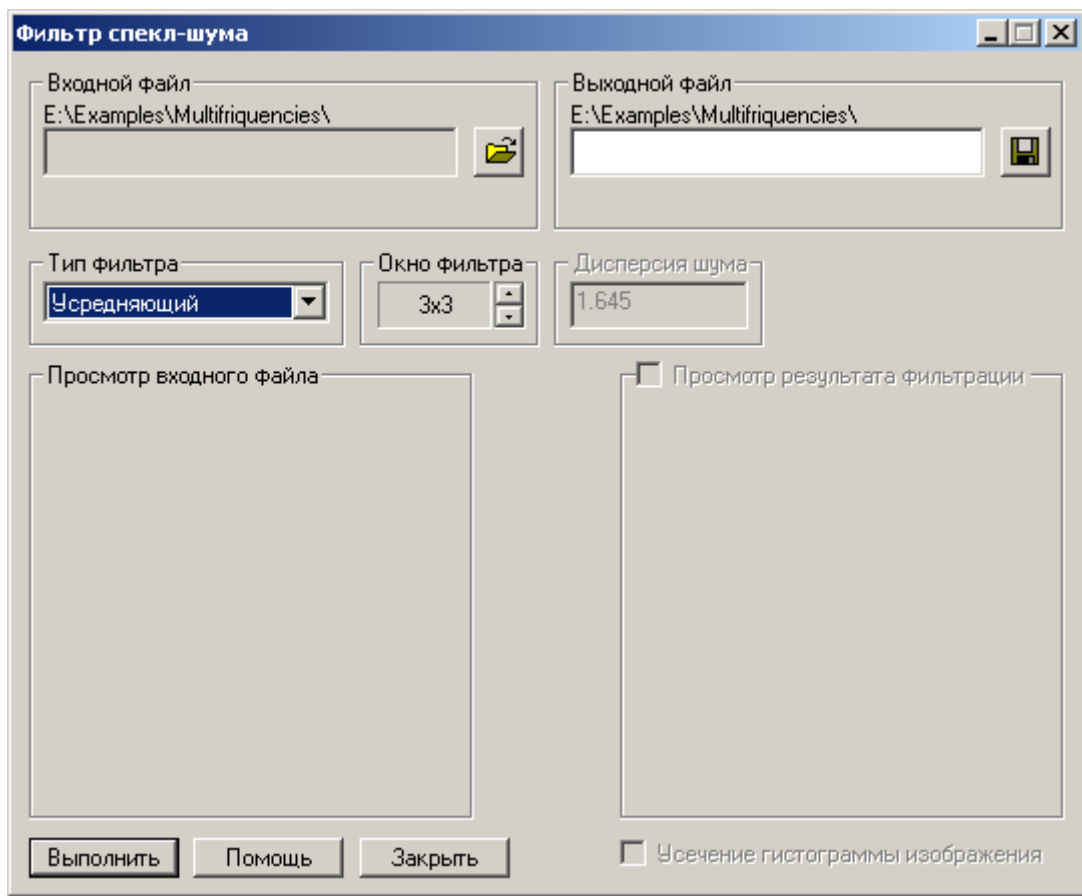 Фильтр спекл-шума
Входной файл
E:\Examples\Multifriquencies\
Выходной файл
E:\Examples\Multifriquencies\
Тип фильтра
Усредняющий
Окно фильтра
3x3
Дисперсия шума
1.645
Просмотр входного файла
Просмотр результата фильтрации
Выполнить
Помощь
Закрыть
Усечение гистограммы изображения